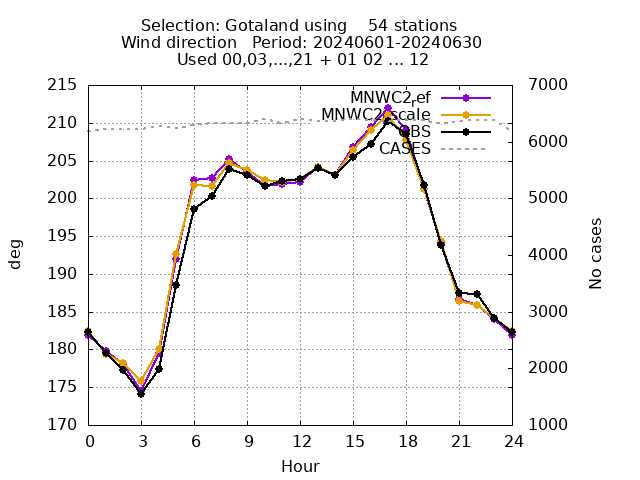 Selection: Gotaland using    54 stations
Wind direction   Period: 20240601-20240630
Used 00,03,...,21 + 01 02 ... 12
215 7000
MNWC2ref
210 MNWC2scale
OBS 6000
205 CASES
200 5000
195
deg 190 4000 No cases
185 3000
180
175 2000
170 1000
0 3 6 9 12 15 18 21 24
Hour